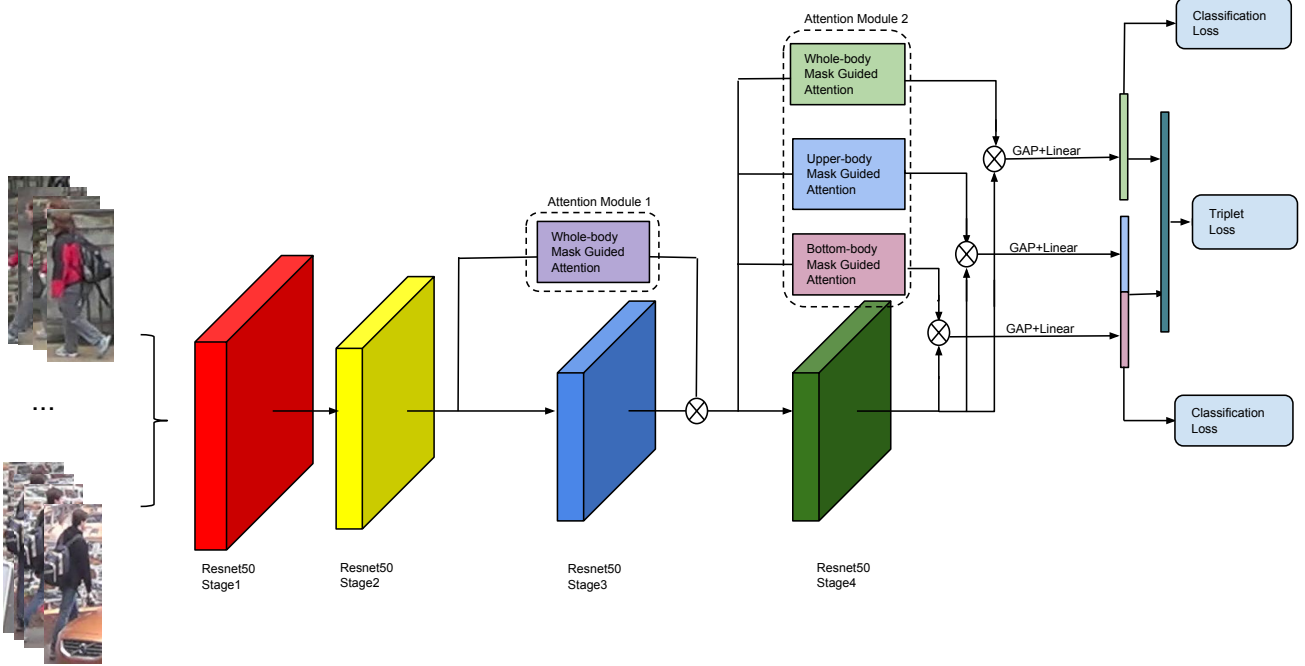 Attention Module 2
Classification
Loss
Whole-body
Mask Guided
Attention
GAP+Linear
Upper-body
Mask Guided
Attention
Attention Module 1
Whole-body
Mask Guided
Attention
Triplet
Loss
Bottom-body
Mask Guided
Attention
GAP+Linear
GAP+Linear
...
Classification
Loss
Resnet50
Stage1
Resnet50
Stage2
Resnet50
Stage3
Resnet50
Stage4